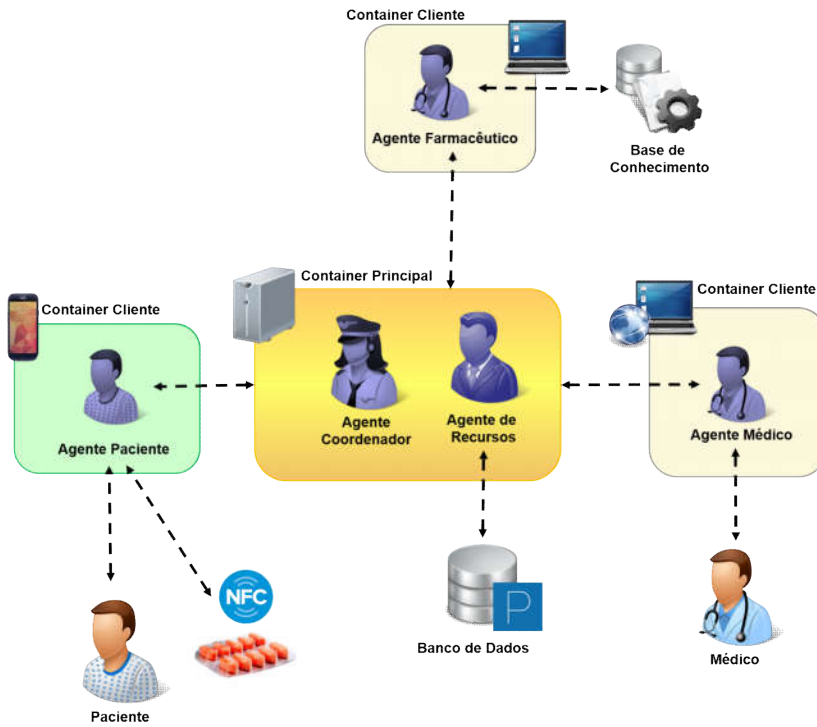 Container Cliente
Agente Farmacêutico
Base de
Conhecimento
Container Principal
Container Cliente
Container Cliente
Agente
Coordenador
Agente de
Recursos
Agente Paciente
Agente Médico
NFC
P
Banco de Dados
Médico
Paciente